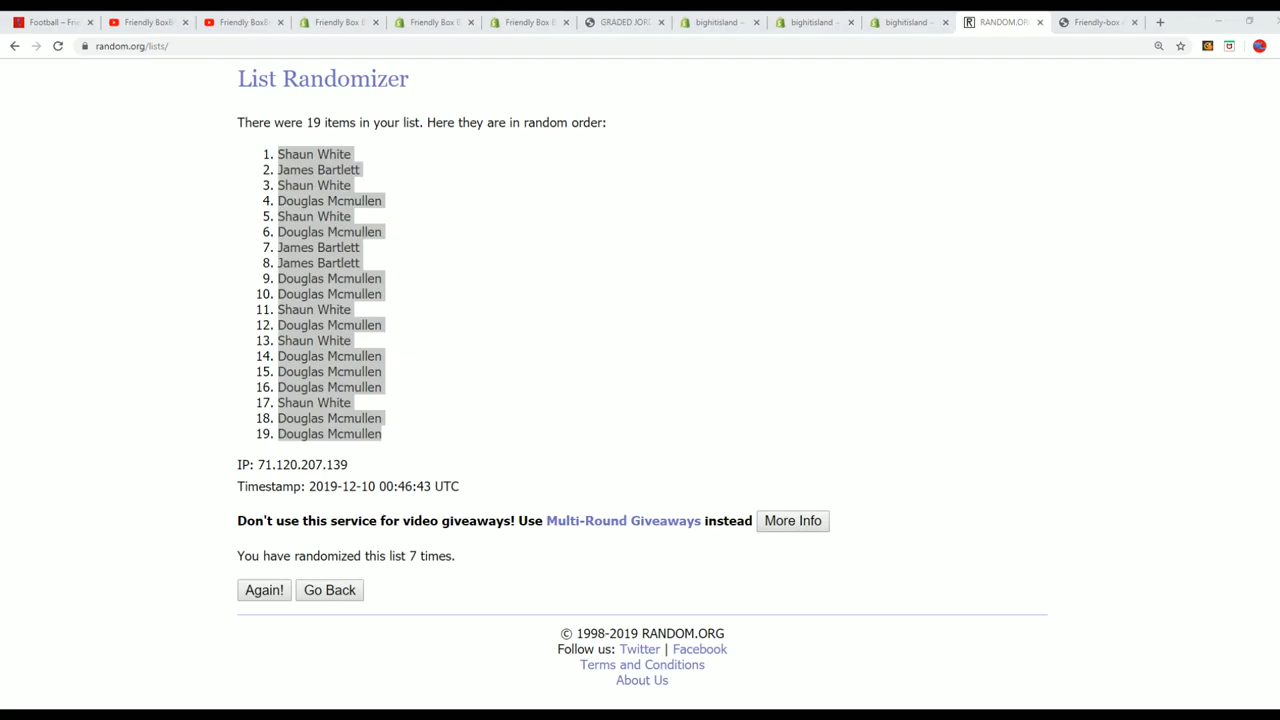 Football – Frie
Friendly BoxB
Friendly BoxB
Friendly Box B
Friendly Box B
Friendly Box B
GRADED JOR
bighitisland –
bighitisland –
bighitisland –
RANDOM.OR
Friendly-box
random.org/lists/
List Randomizer
There were 19 items in your list. Here they are in random order:
1. Shaun White
2. James Bartlett
3. Shaun White
4. Douglas Mcmullen
5. Shaun White
6. Douglas Mcmullen
7. James Bartlett
8. James Bartlett
9. Douglas Mcmullen
10. Douglas Mcmullen
11. Shaun White
12. Douglas Mcmullen
13. Shaun White
14. Douglas Mcmullen
15. Douglas Mcmullen
16. Douglas Mcmullen
17. Shaun White
18. Douglas Mcmullen
19. Douglas Mcmullen
IP: 71.120.207.139
Timestamp: 2019-12-10 00:46:43 UTC
Don't use this service for video giveaways! Use Multi-Round Giveaways instead More Info
You have randomized this list 7 times.
Again! Go Back
© 1998-2019 RANDOM.ORG
Follow us: Twitter | Facebook
Terms and Conditions
About Us